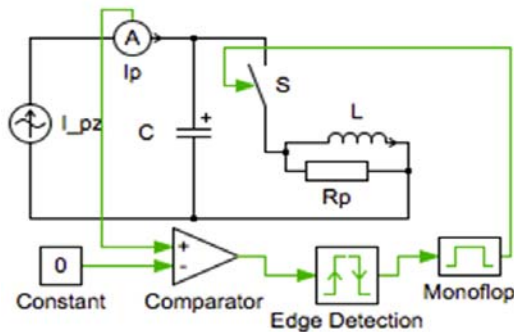 A
Ip
S
I_pz
C
+
L
Rp
0
+
-
Constant
Comparator
Edge Detection
Monoflop